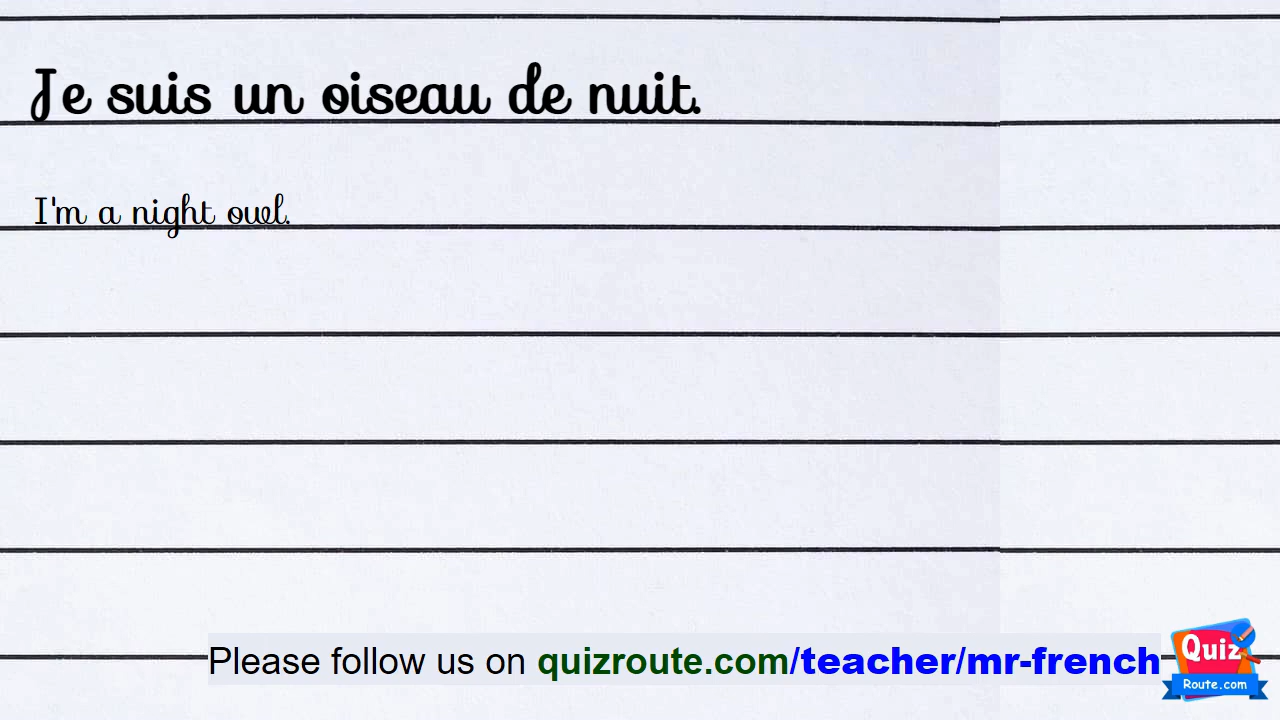 Je suis un oiseau de nuit.
I'm a night owl.
Please follow us on quizroute.com/teacher/mr-french
Quiz
Route.com